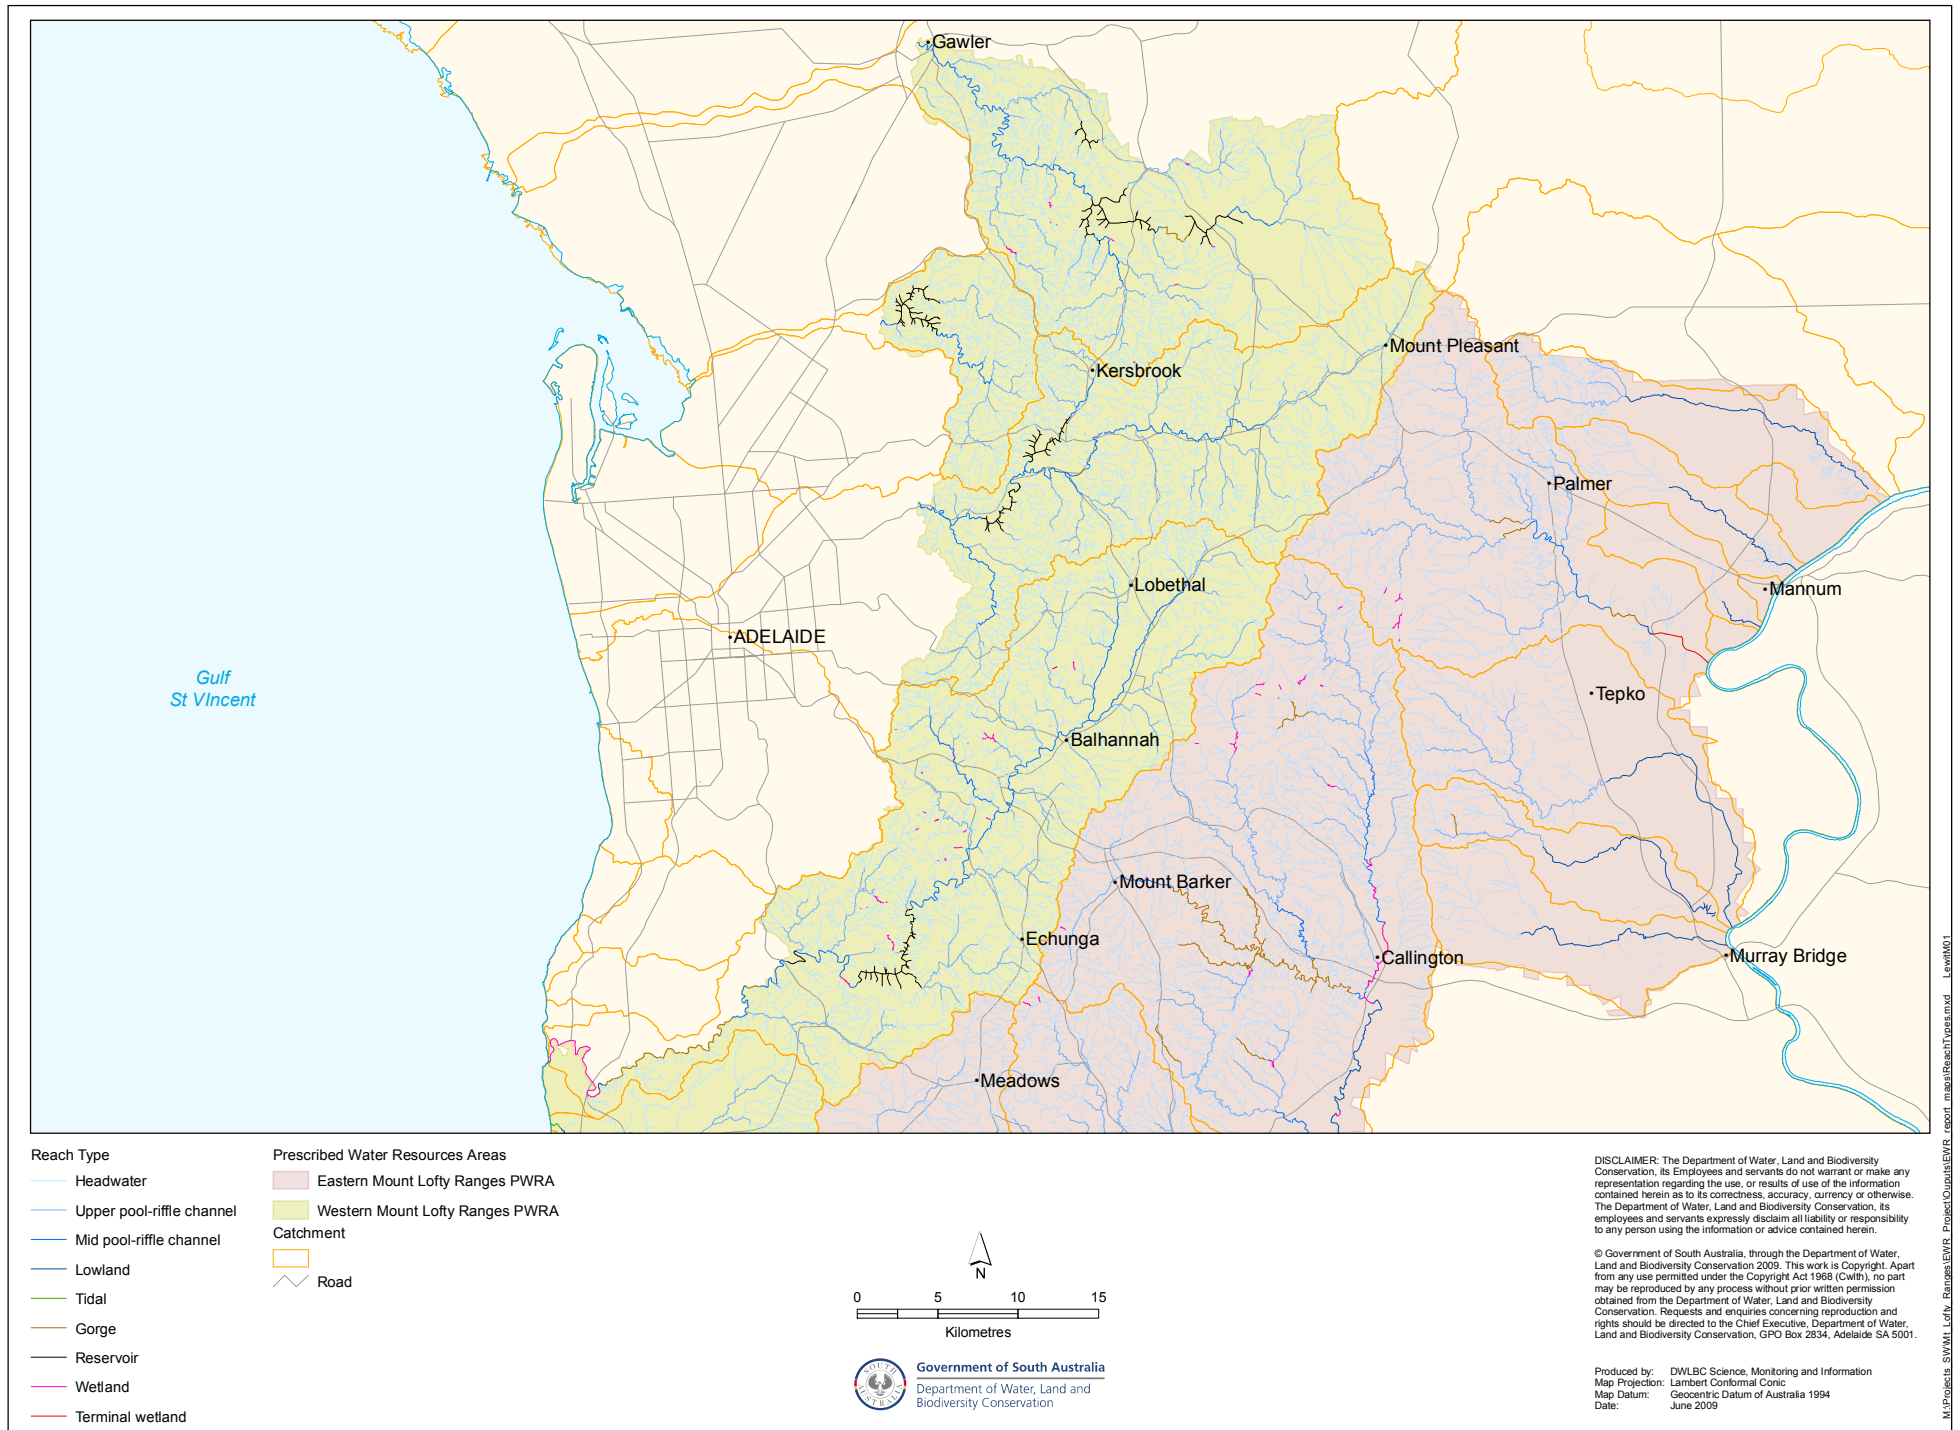 Gawler
Mount Pleasant
Kersbrook
Palmer
Lobethal
Mannum
ADELAIDE
Gulf
St VIncent
Tepko
Balhannah
Mount Barker
Echunga
Callington
Murray Bridge
Meadows
Reach Type
Headwater
Upper pool-riffle channel
Mid pool-riffle channel
Lowland
Tidal
Gorge
Reservoir
Wetland
Terminal wetland
Prescribed Water Resources Areas
Eastern Mount Lofty Ranges PWRA
Western Mount Lofty Ranges PWRA
Catchment
Road
N
0 5 10 15
Kilometres
SOUTH AUSTRALIA
Government of South Australia
Department of Water, Land and
Biodiversity Conservation
DISCLAIMER: The Department of Water, Land and Biodiversity
Conservation, its Employees and servants do not warrant or make any
representation regarding the use, or results of use of the information
contained herein as to its correctness, accuracy, currency or otherwise.
The Department of Water, Land and Biodiversity Conservation, its
employees and servants expressly disclaim all liability or responsibility
to any person using the information or advice contained herein.
© Government of South Australia, through the Department of Water,
Land and Biodiversity Conservation 2009. This work is Copyright. Apart
from any use permitted under the Copyright Act 1968 (Cwlth), no part
may be reproduced by any process without prior written permission
obtained from the Department of Water, Land and Biodiversity
Conservation. Requests and enquiries concerning reproduction and
rights should be directed to the Chief Executive, Department of Water,
Land and Biodiversity Conservation, GPO Box 2834, Adelaide SA 5001.
Produced by: DWLBC Science, Monitoring and Information
Map Projection: Lambert Conformal Conic
Map Datum: Geocentric Datum of Australia 1994
Date: June 2009
M:\Projects_SW\Mt_Lofty_Ranges\EWR_Project\Ouputs\EWR_report_maps\ReachTypes.mxd LewittM01